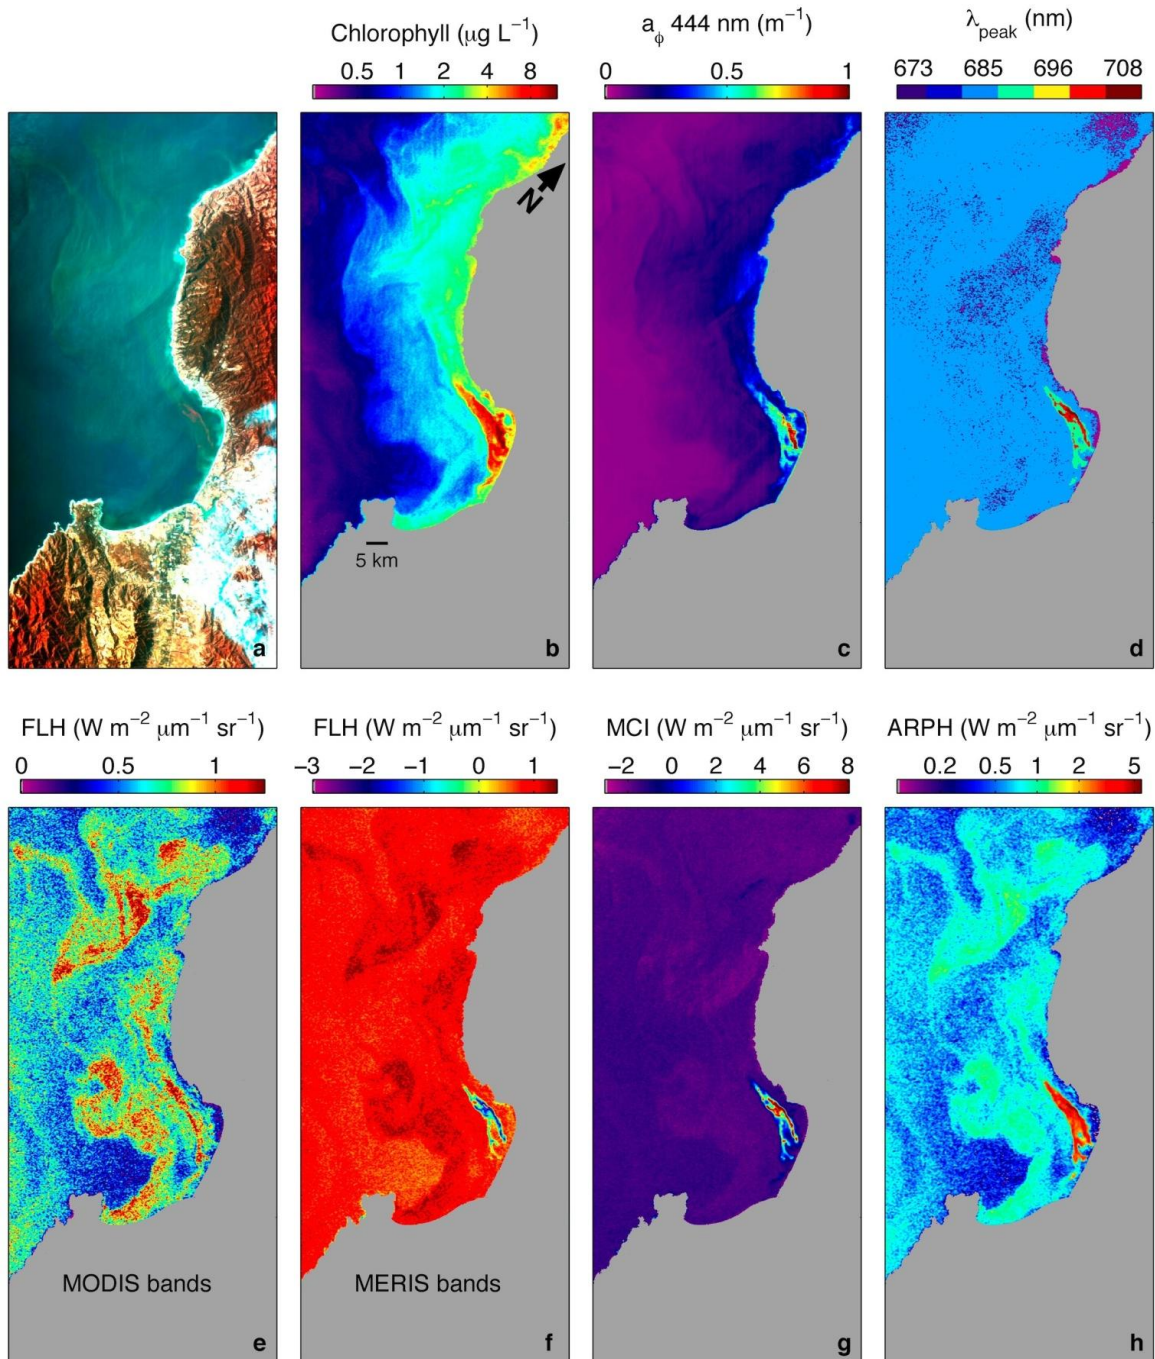 Chlorophyll (μg L⁻¹)
0.5 1 2 4 8
a_ϕ 444 nm (m⁻¹)
0 0.5 1
λ_peak (nm)
673 685 696 708
N
5 km
a
b
c
d
FLH (W m⁻² μm⁻¹ sr⁻¹)
0 0.5 1
FLH (W m⁻² μm⁻¹ sr⁻¹)
−3 −2 −1 0 1
MCI (W m⁻² μm⁻¹ sr⁻¹)
−2 0 2 4 6 8
ARPH (W m⁻² μm⁻¹ sr⁻¹)
0.2 0.5 1 2 5
MODIS bands
MERIS bands
e
f
g
h